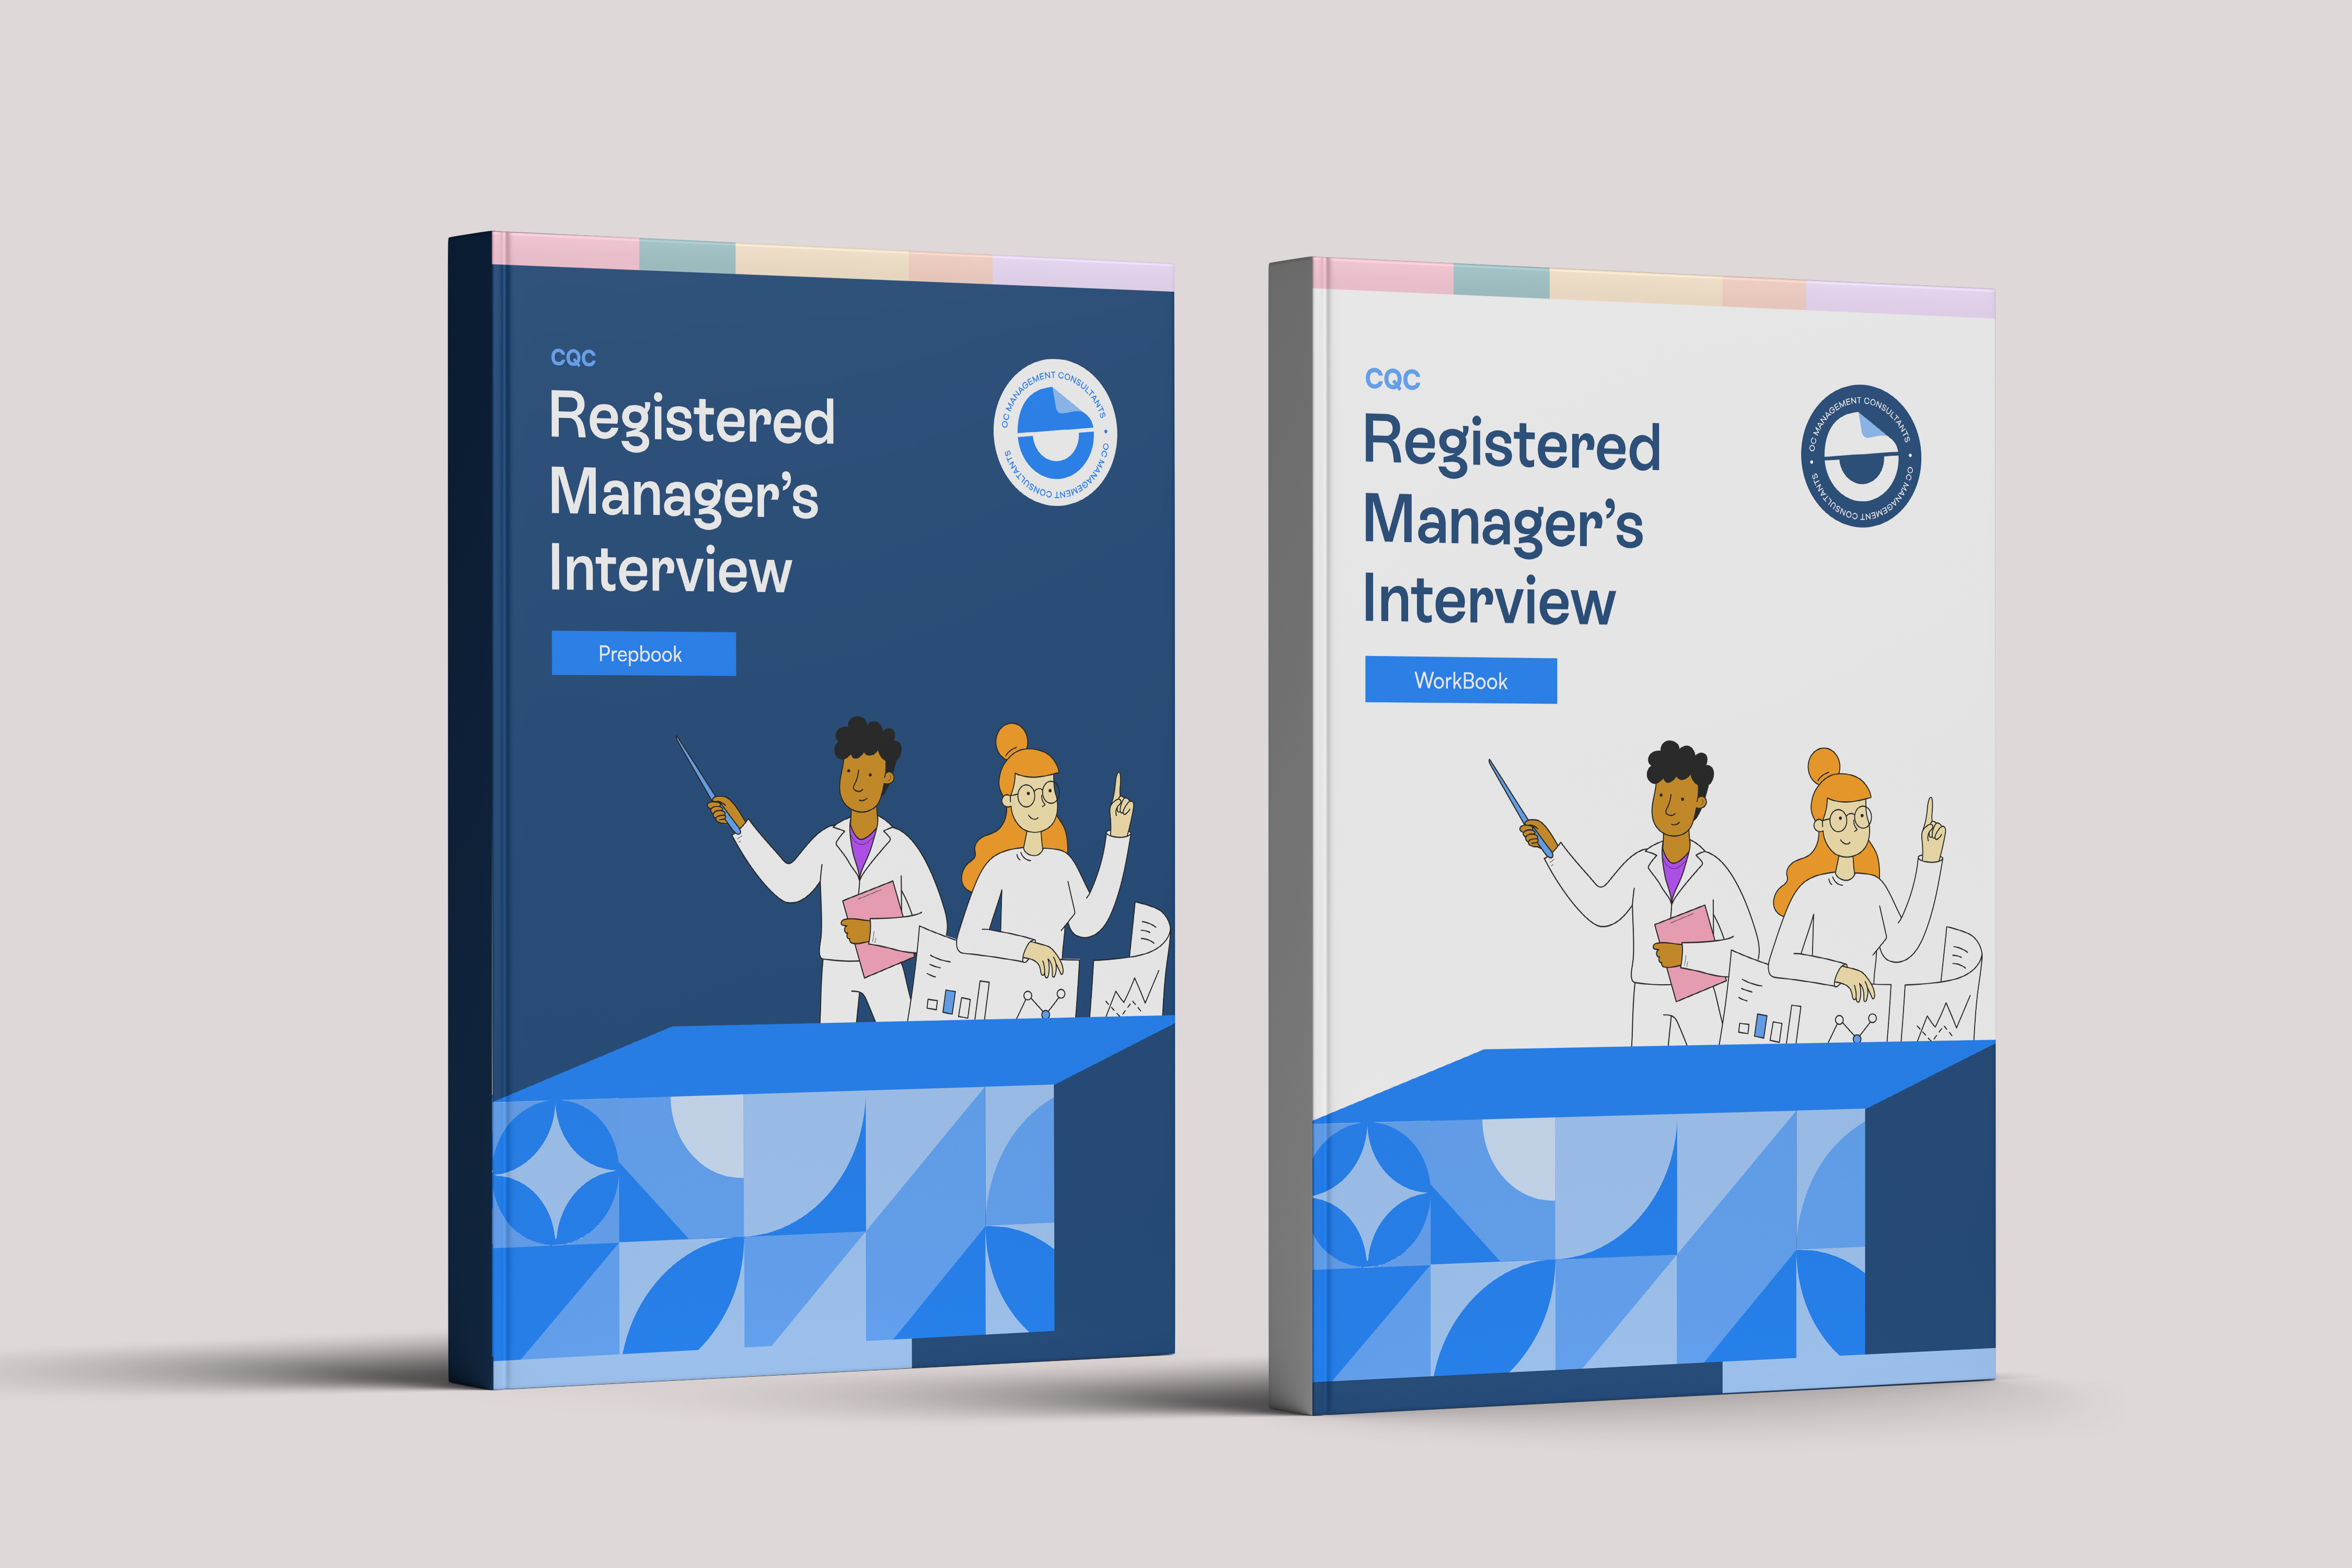 CQC
Registered
Manager's
Interview
Prepbook
OC MANAGEMENT CONSULTANTS • OC MANAGEMENT CONSULTANTS
CQC
Registered
Manager's
Interview
WorkBook
OC MANAGEMENT CONSULTANTS • OC MANAGEMENT CONSULTANTS •